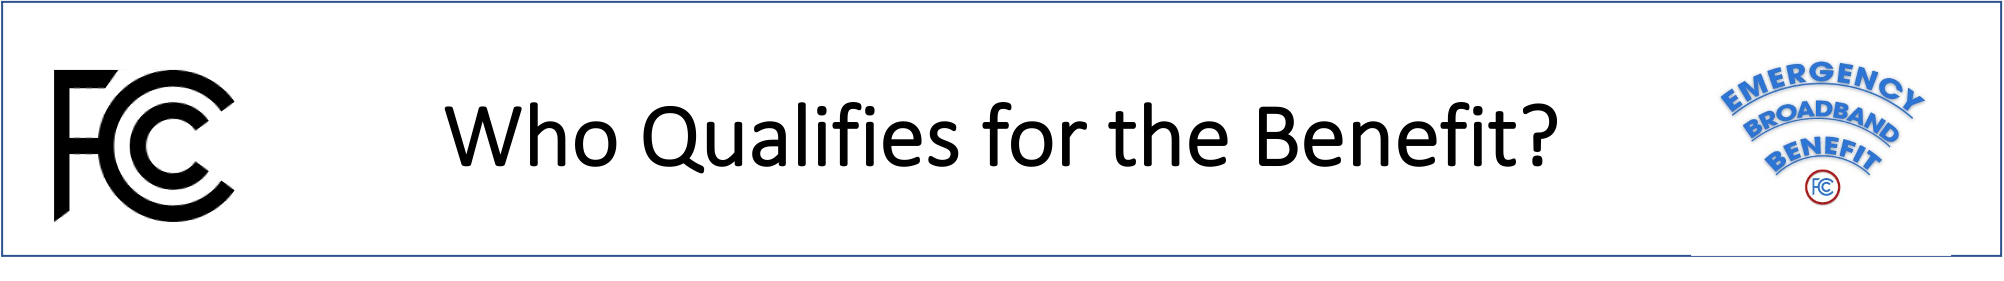 FCC
Who Qualifies for the Benefit?
EMERGENCY
BROADBAND
BENEFIT
FCC